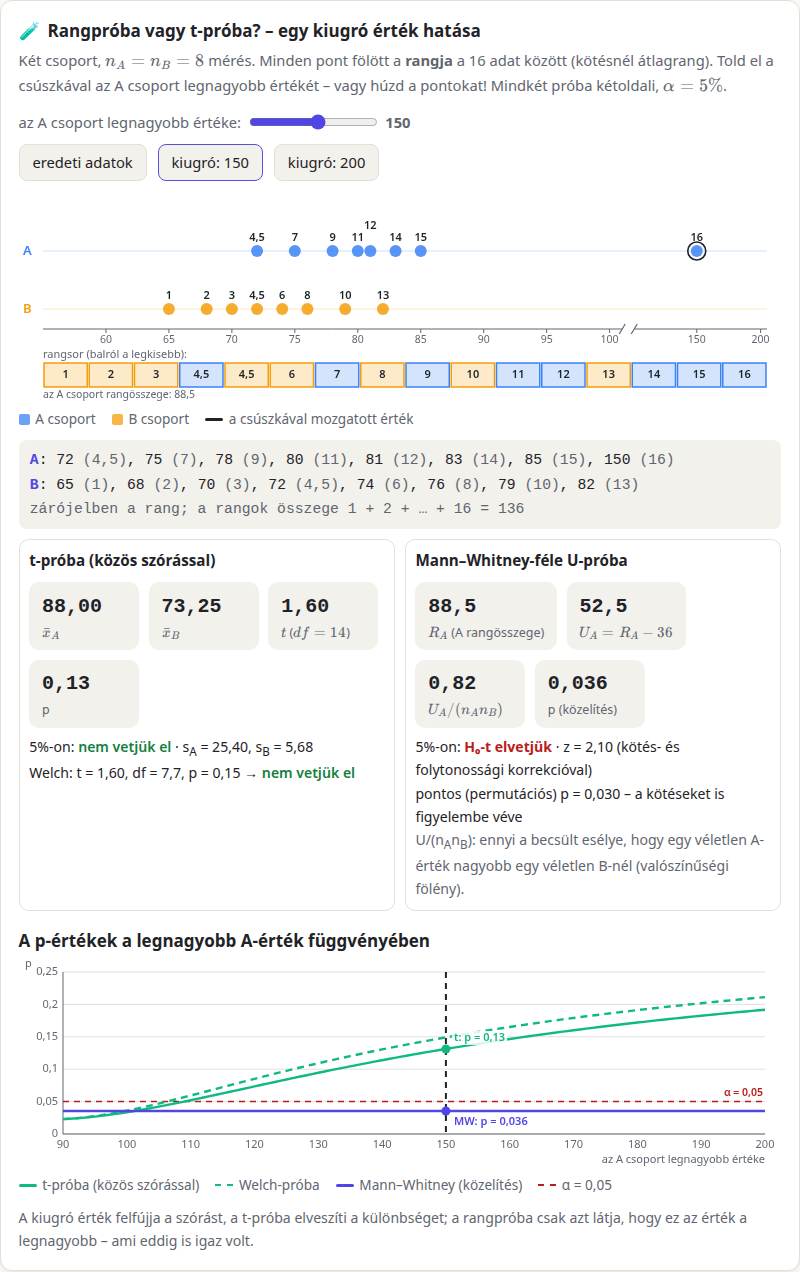 🧪 Rangpróba vagy t-próba? – egy kiugró érték hatása
Két csoport, n_A = n_B = 8 mérés. Minden pont fölött a rangja a 16 adat között (kötésnél átlagrang). Told el a
csúszkával az A csoport legnagyobb értékét – vagy húzd a pontokat! Mindkét próba kétoldali, α = 5%.
az A csoport legnagyobb értéke: 150
eredeti adatok kiugró: 150 kiugró: 200
12
4,5 7 9 11 14 15 16
A
1 2 3 4,5 6 8 10 13
B
60 65 70 75 80 85 90 95 100 150 200
rangsor (balról a legkisebb):
1 2 3 4,5 4,5 6 7 8 9 10 11 12 13 14 15 16
az A csoport rangösszege: 88,5
A csoport B csoport a csúszkával mozgatott érték
A: 72 (4,5), 75 (7), 78 (9), 80 (11), 81 (12), 83 (14), 85 (15), 150 (16)
B: 65 (1), 68 (2), 70 (3), 72 (4,5), 74 (6), 76 (8), 79 (10), 82 (13)
zárójelben a rang; a rangok összege 1 + 2 + … + 16 = 136
t-próba (közös szórással)
88,00 73,25 1,60
x̄_A x̄_B t (df = 14)
0,13
p
5%-on: nem vetjük el · s_A = 25,40, s_B = 5,68
Welch: t = 1,60, df = 7,7, p = 0,15 → nem vetjük el
Mann–Whitney-féle U-próba
88,5 52,5
R_A (A rangösszege) U_A = R_A − 36
0,82 0,036
U_A/(n_A n_B) p (közelítés)
5%-on: H₀-t elvetjük · z = 2,10 (kötés- és
folytonossági korrekcióval)
pontos (permutációs) p = 0,030 – a kötéseket is
figyelembe véve
U/(n_A n_B): ennyi a becsült esélye, hogy egy véletlen A-
érték nagyobb egy véletlen B-nél (valószínűségi
fölény).
A p-értékek a legnagyobb A-érték függvényében
p
0,25
0,2
0,15
0,1
0,05
0
t: p = 0,13
α = 0,05
MW: p = 0,036
90 100 110 120 130 140 150 160 170 180 190 200
az A csoport legnagyobb értéke
t-próba (közös szórással) Welch-próba Mann–Whitney (közelítés) α = 0,05
A kiugró érték felfújja a szórást, a t-próba elveszíti a különbséget; a rangpróba csak azt látja, hogy ez az érték a
legnagyobb – ami eddig is igaz volt.